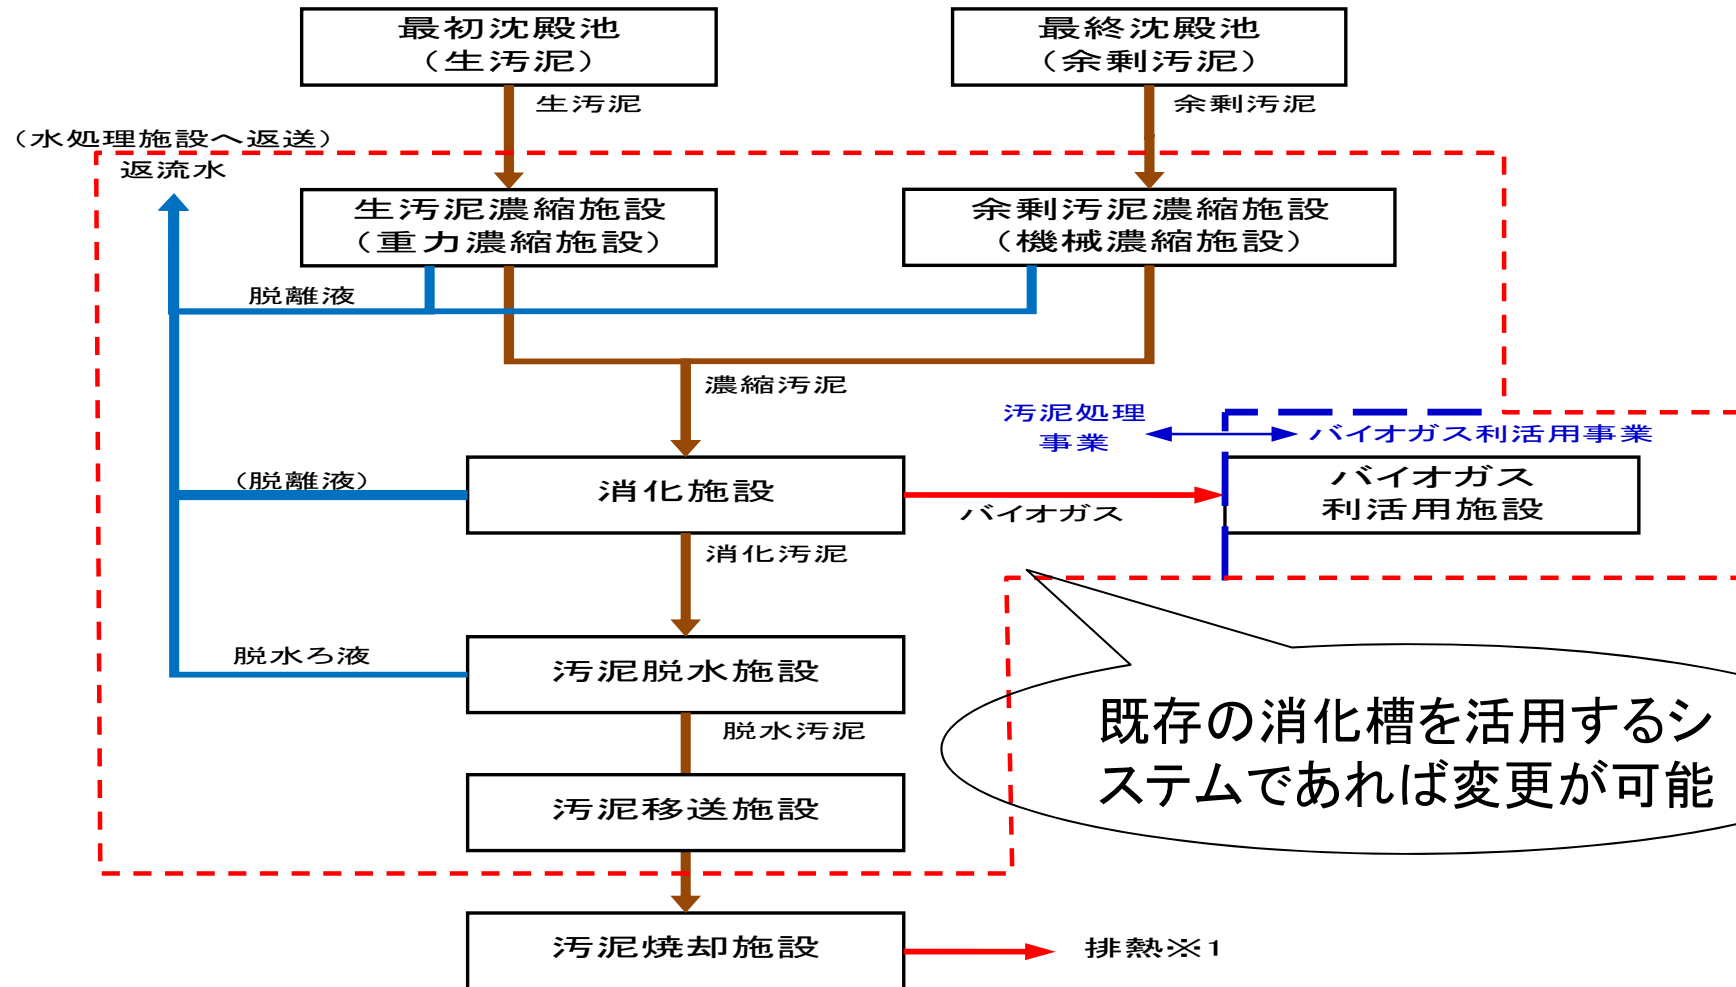 最初沈殿池
(生汚泥)
最終沈殿池
(余剰汚泥)
生汚泥
余剰汚泥
(水処理施設へ返送)
返流水
生汚泥濃縮施設
(重力濃縮施設)
余剰汚泥濃縮施設
(機械濃縮施設)
脱離液
濃縮汚泥
汚泥処理
事業
バイオガス利活用事業
(脱離液)
消化施設
バイオガス
バイオガス
利活用施設
消化汚泥
脱水ろ液
汚泥脱水施設
脱水汚泥
既存の消化槽を活用するシ
ステムであれば変更が可能
汚泥移送施設
汚泥焼却施設
排熱※1